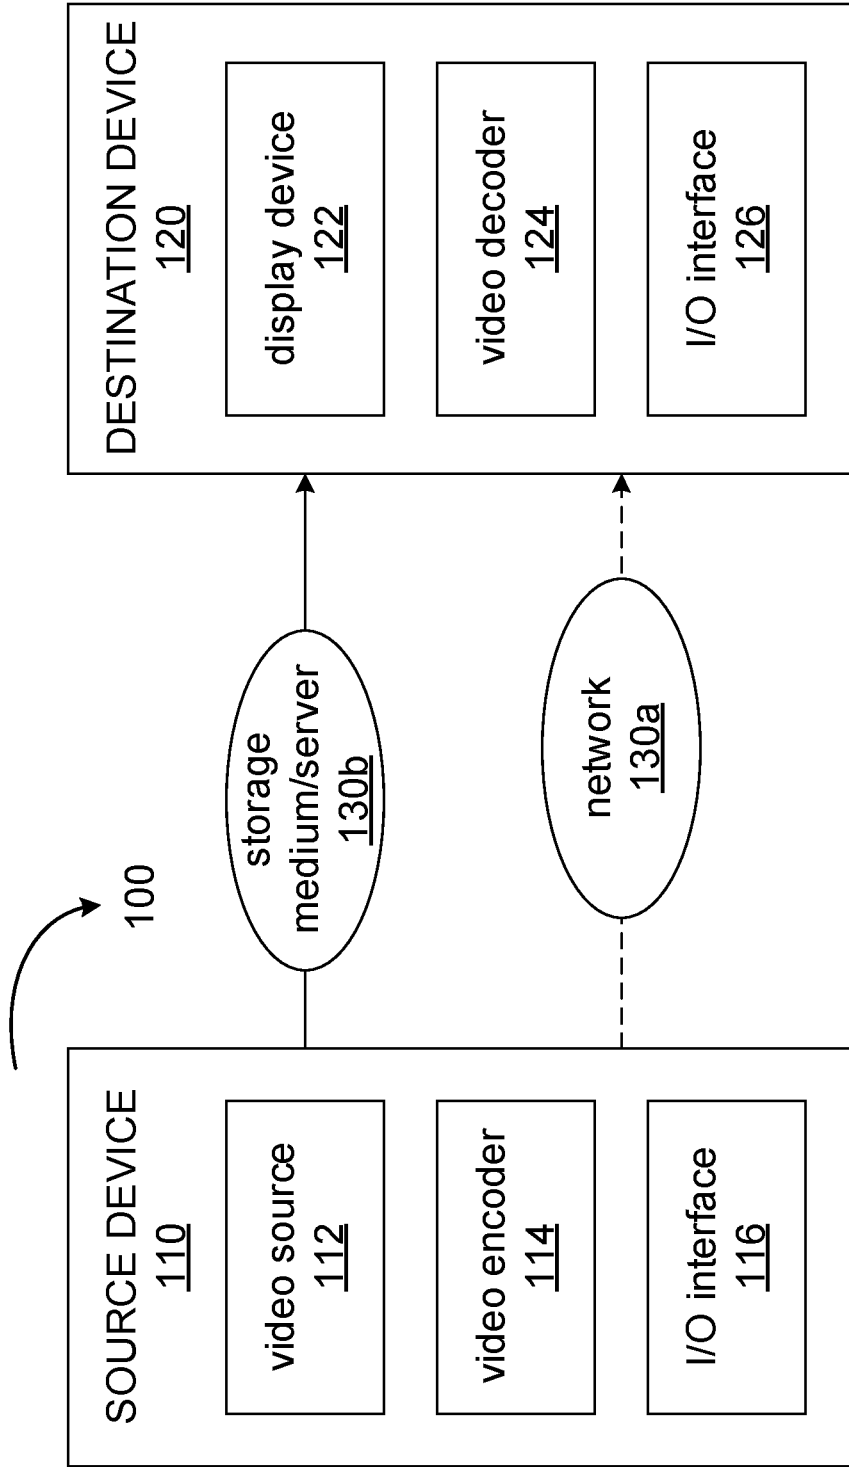 100
SOURCE DEVICE
110
video source
112
video encoder
114
I/O interface
116
storage
medium/server
130b
network
130a
DESTINATION DEVICE
120
display device
122
video decoder
124
I/O interface
126